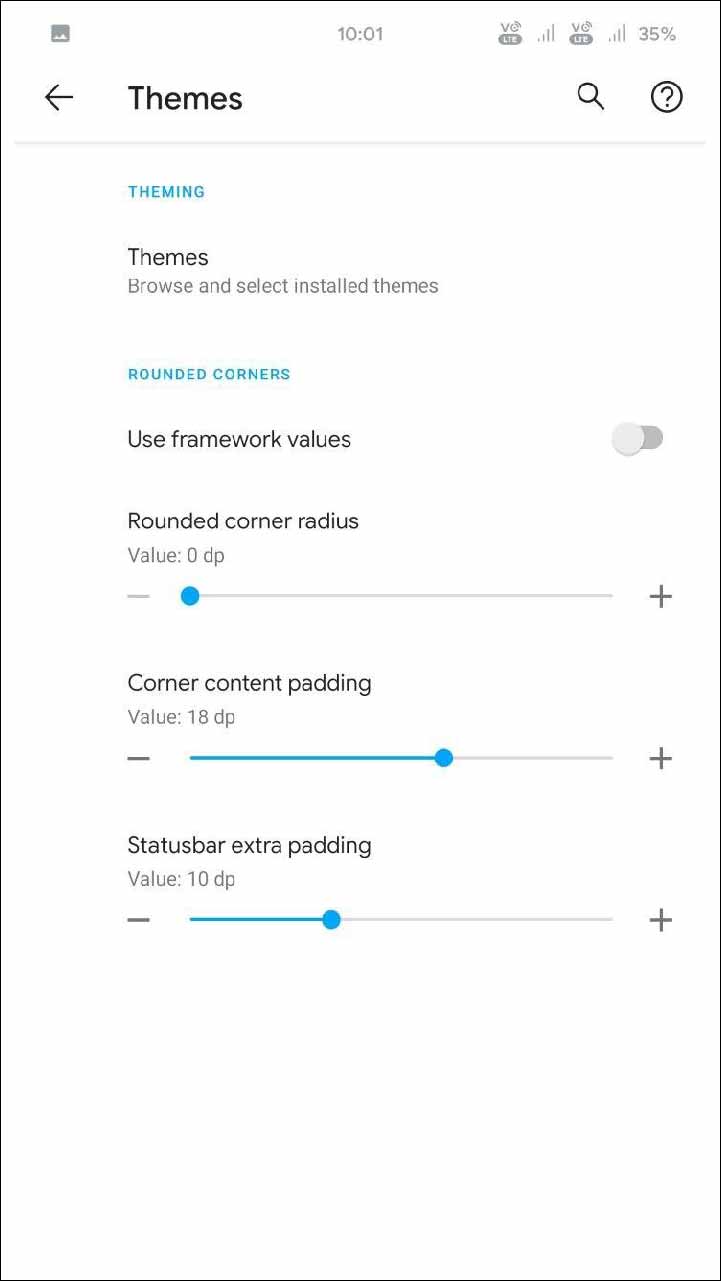 10:01 Vo LTE Vo LTE 35%
Themes
THEMING
Themes
Browse and select installed themes
ROUNDED CORNERS
Use framework values
Rounded corner radius
Value: 0 dp
Corner content padding
Value: 18 dp
Statusbar extra padding
Value: 10 dp